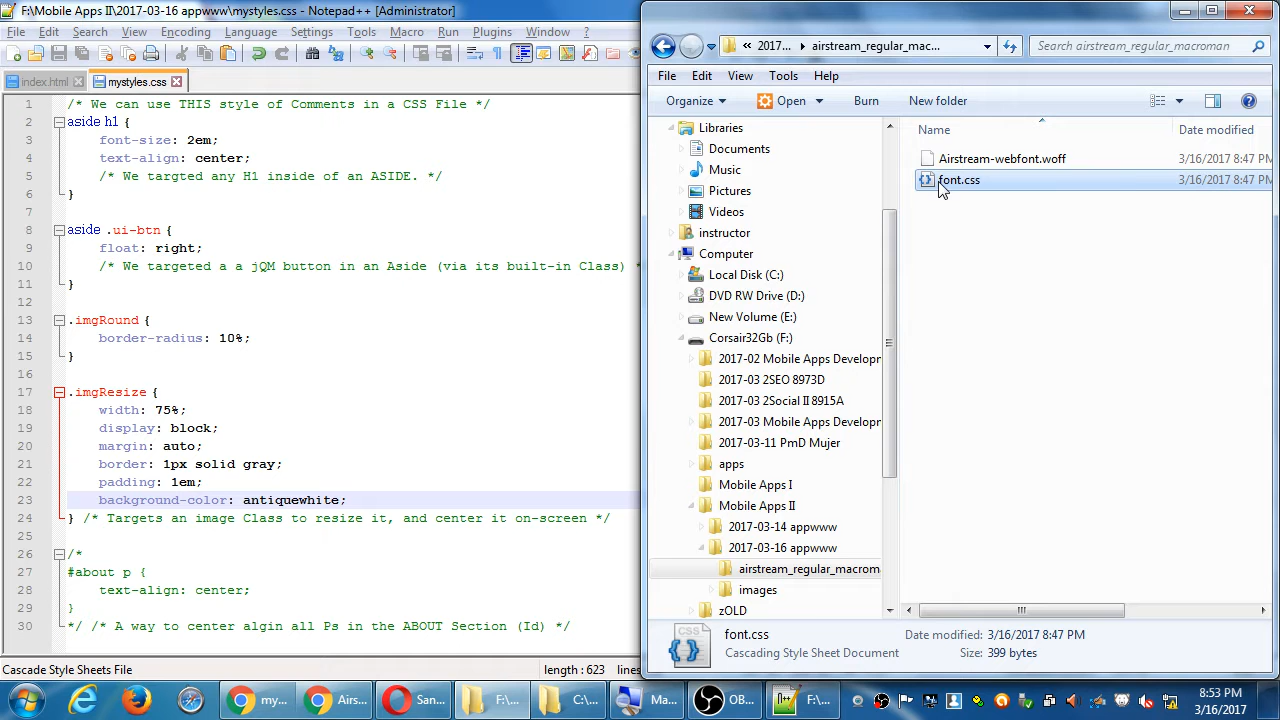 F:\Mobile Apps II\2017-03-16 appwww\mystyles.css - Notepad++ [Administrator]
File Edit Search View Encoding Language Settings Tools Macro Run Plugins Window ?
index.html mystyles.css
1 /* We can use THIS style of Comments in a CSS File */
2 aside h1 {
3 font-size: 2em;
4 text-align: center;
5 /* We targted any H1 inside of an ASIDE. */
6 }
7
8 aside .ui-btn {
9 float: right;
10 /* We targeted a a jQM button in an Aside (via its built-in Class) *
11 }
12
13 .imgRound {
14 border-radius: 10%;
15 }
16
17 .imgResize {
18 width: 75%;
19 display: block;
20 margin: auto;
21 border: 1px solid gray;
22 padding: 1em;
23 background-color: antiquewhite;
24 } /* Targets an image Class to resize it, and center it on-screen */
25
26 /*
27 #about p {
28 text-align: center;
29 }
30 */ /* A way to center algin all Ps in the ABOUT Section (Id) */
Cascade Style Sheets File length : 623 lines
« 2017... airstream_regular_mac... Search airstream_regular_macroman
File Edit View Tools Help
Organize Open Burn New folder
Libraries
Documents
Music
Pictures
Videos
instructor
Computer
Local Disk (C:)
DVD RW Drive (D:)
New Volume (E:)
Corsair32Gb (F:)
2017-02 Mobile Apps Developr
2017-03 2SEO 8973D
2017-03 2Social II 8915A
2017-03 Mobile Apps Developr
2017-03-11 PmD Mujer
apps
Mobile Apps I
Mobile Apps II
2017-03-14 appwww
2017-03-16 appwww
airstream_regular_macrom
images
zOLD
Name Date modified
Airstream-webfont.woff 3/16/2017 8:47 PM
font.css 3/16/2017 8:47 PM
font.css Date modified: 3/16/2017 8:47 PM
Cascading Style Sheet Document Size: 399 bytes
my... Airs... San... F:\... C:\... Ma... OB... F:\...
8:53 PM
3/16/2017